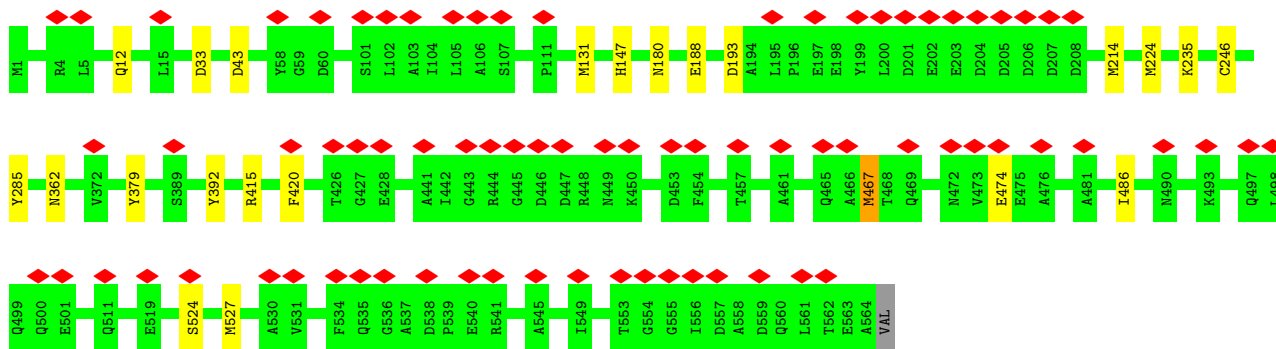 M1 R4 L5 Q12 L15 D33 D43 Y58 G59 D60 S101 L102 A103 I104 L105 A106 S107 P111 M131 H147 N180 E188 D193 A194 L195 P196 E197 E198 Y199 L200 D201 E202 E203 D204 D205 D206 D207 D208 M214 M224 K235 C246
Y285 N362 V372 Y379 S389 Y392 R415 F420 T426 G427 E428 A441 I442 G443 R444 G445 D446 D447 R448 N449 K450 D453 F454 T457 A461 Q465 A466 M467 T468 Q469 N472 V473 E474 E475 A476 A481 I486 N490 K493 Q497 I498
Q499 Q500 E501 Q511 E519 S524 M527 A530 V531 F534 Q535 G536 A537 D538 P539 E540 R541 A545 I549 T553 G554 G555 I556 D557 A558 D559 Q560 L561 T562 E563 A564 VAL